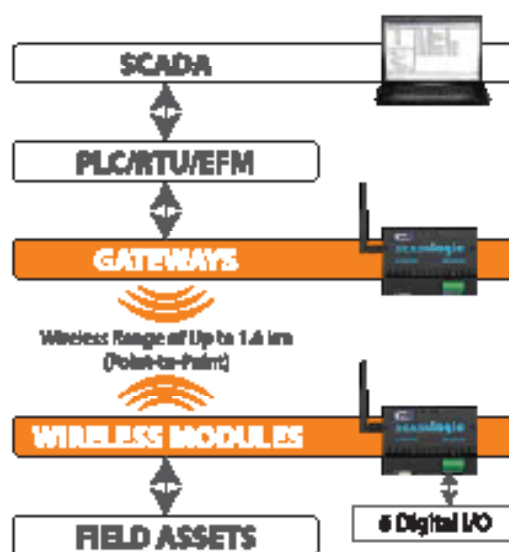 SCADA
PLC/RTU/EFM
GATEWAYS
Wireless Range of Up to 1.6 km
(Point-to-Point)
WIRELESS MODULES
6 Digital I/O
FIELD ASSETS